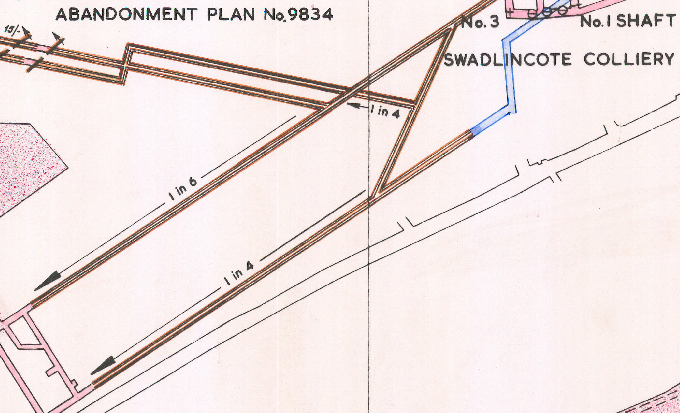 ABANDONMENT PLAN No. 9834
No. 3
No. 1 SHAFT
SWADLINCOTE COLLIERY
1 in 4
1 in 6
1 in 4